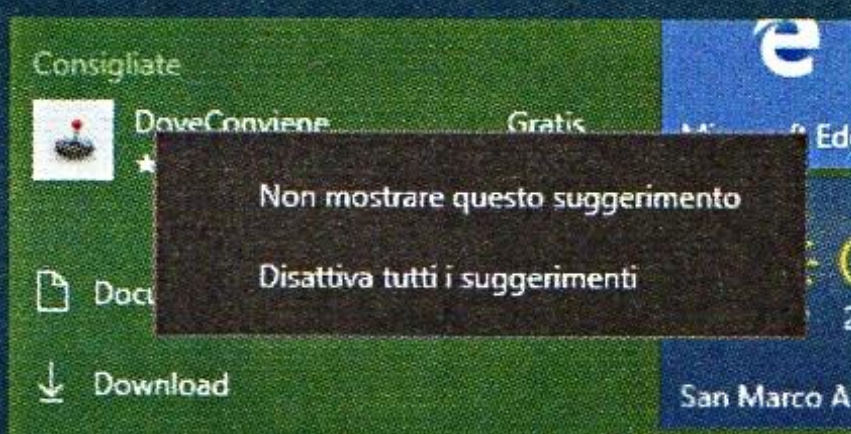 Consigliate
DoveConviene
Gratis
Non mostrare questo suggerimento
Disattiva tutti i suggerimenti
Download
San Marco A